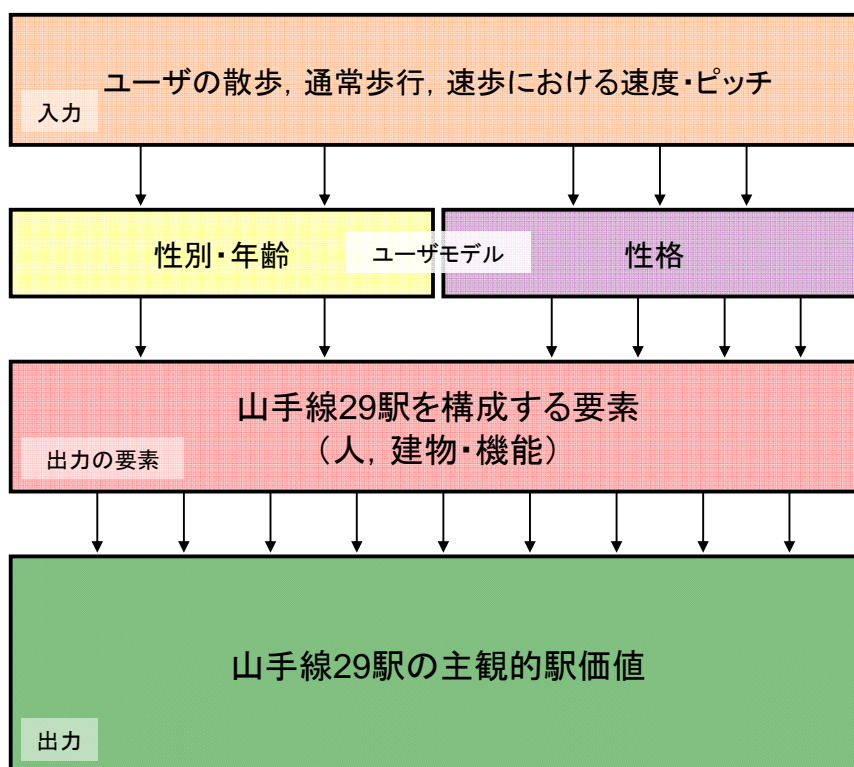 ユーザの散歩，通常歩行，速歩における速度・ピッチ
入力
性別・年齢
ユーザモデル
性格
山手線29駅を構成する要素
（人，建物・機能）
出力の要素
山手線29駅の主観的駅価値
出力